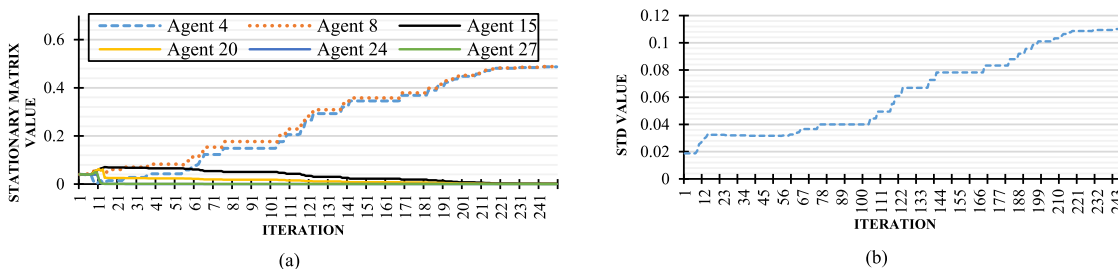 Agent 4 Agent 8 Agent 15
Agent 20 Agent 24 Agent 27
STATIONARY MATRIX
VALUE
0.6
0.4
0.2
0
1 11 21 31 41 51 61 71 81 91 101 111 121 131 141 151 161 171 181 191 201 211 221 231 241
ITERATION
(a)
STD VALUE
0.12
0.1
0.08
0.06
0.04
0.02
0
1 12 23 34 45 56 67 78 89 100 111 122 133 144 155 166 177 188 199 210 221 232 243
ITERATION
(b)